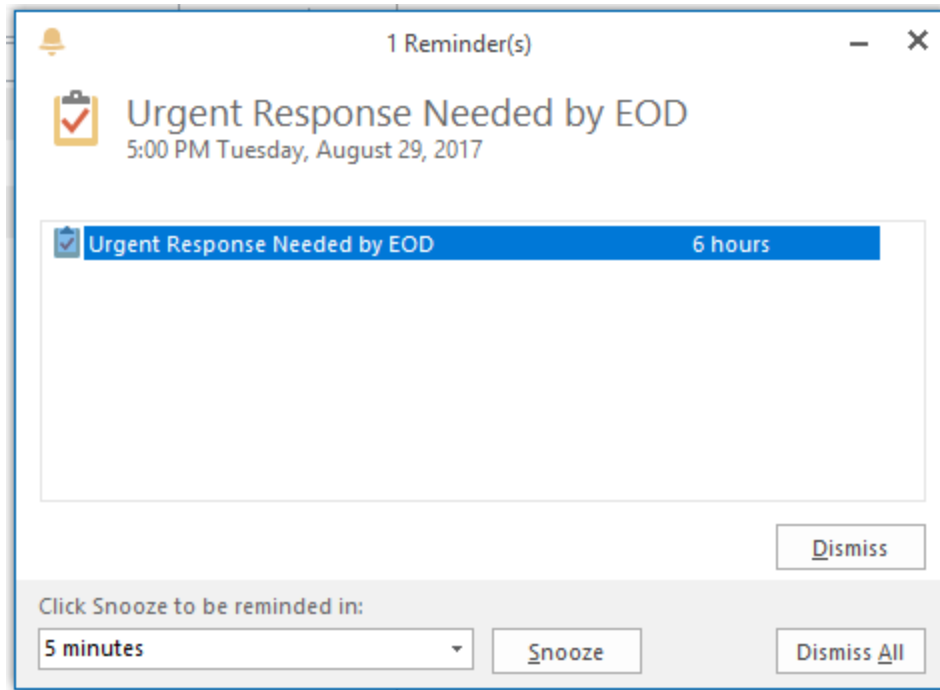 1 Reminder(s)
Urgent Response Needed by EOD
5:00 PM Tuesday, August 29, 2017
Urgent Response Needed by EOD 6 hours
Dismiss
Click Snooze to be reminded in:
5 minutes Snooze Dismiss All